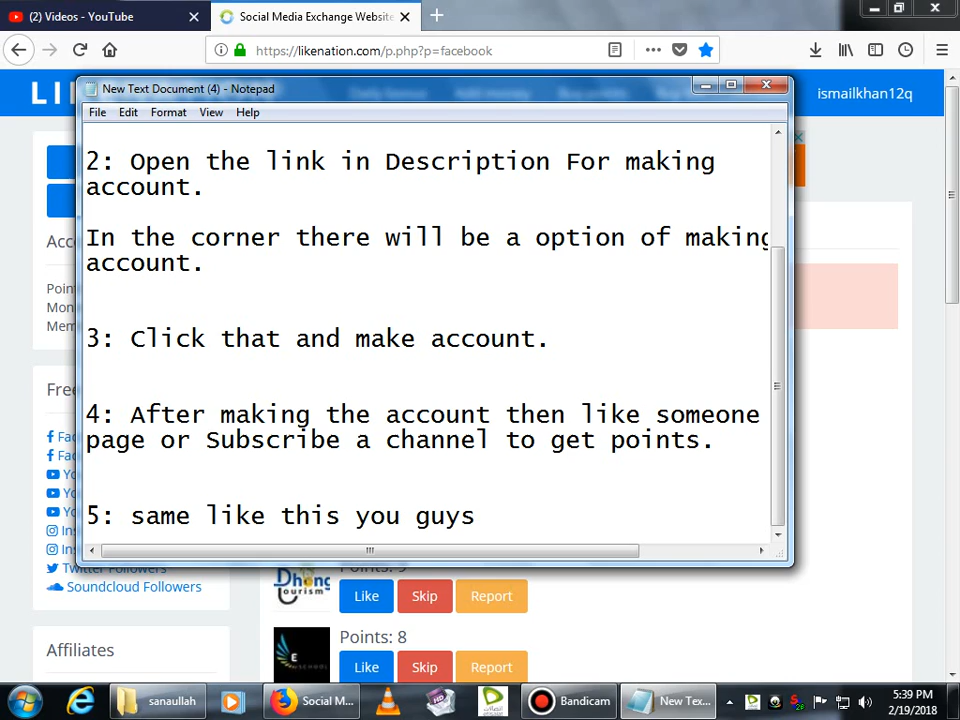 (2) Videos - YouTube
Social Media Exchange Website
https://likenation.com/p.php?p=facebook
ismailkhan12q
New Text Document (4) - Notepad
File Edit Format View Help
2: Open the link in Description For making
account.
In the corner there will be a option of making
account.
3: Click that and make account.
4: After making the account then like someone
page or Subscribe a channel to get points.
5: same like this you guys
Twitter Followers
Soundcloud Followers
Affiliates
Like Skip Report
Points: 8
Like Skip Report
sanaullah
Social M...
Bandicam
New Tex...
5:39 PM
2/19/2018